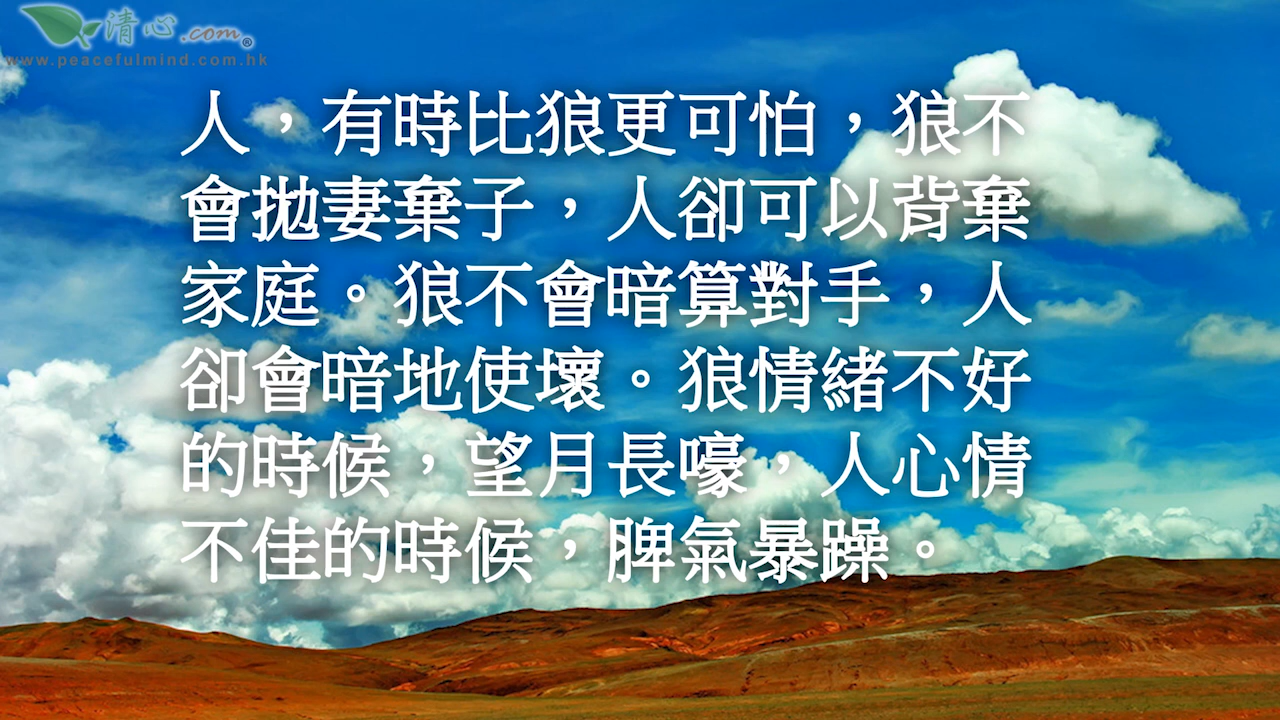 清心.com®
www.peacefulmind.com.hk
人，有時比狼更可怕，狼不
會拋妻棄子，人卻可以背棄
家庭。狼不會暗算對手，人
卻會暗地使壞。狼情緒不好
的時候，望月長嚎，人心情
不佳的時候，脾氣暴躁。